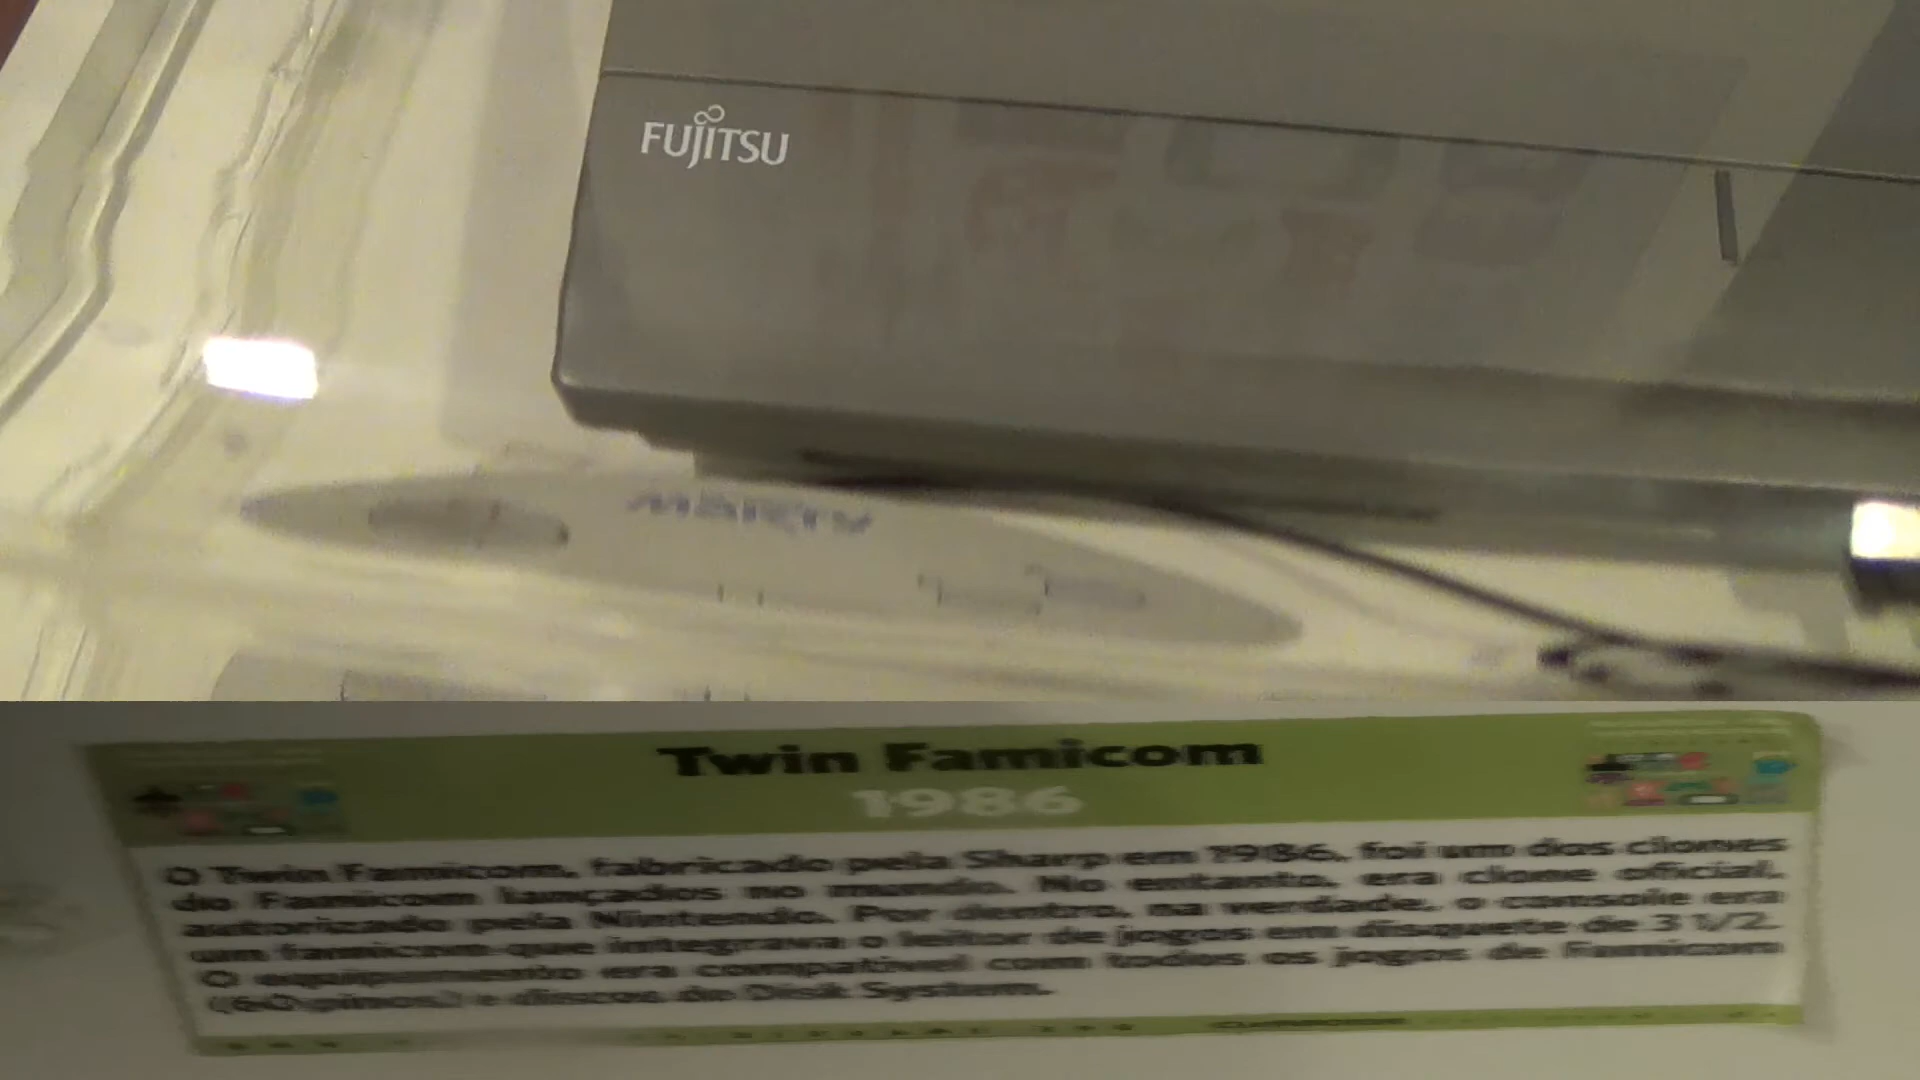 FUJITSU
MARTY
Twin Famicom
1986
O Twin Famicom, fabricado pela Sharp em 1986, foi um dos clones
do Famicom lançados no mundo. No entanto, era clone official,
autorizado pela Nintendo. Por dentro, na verdade, o console era
um famicom que integrava o leitor de jogos em disquete de 3 1/2.
O equipamento era compatível com todos os jogos de Famicom
(60 pinos) e discos do Disk System.